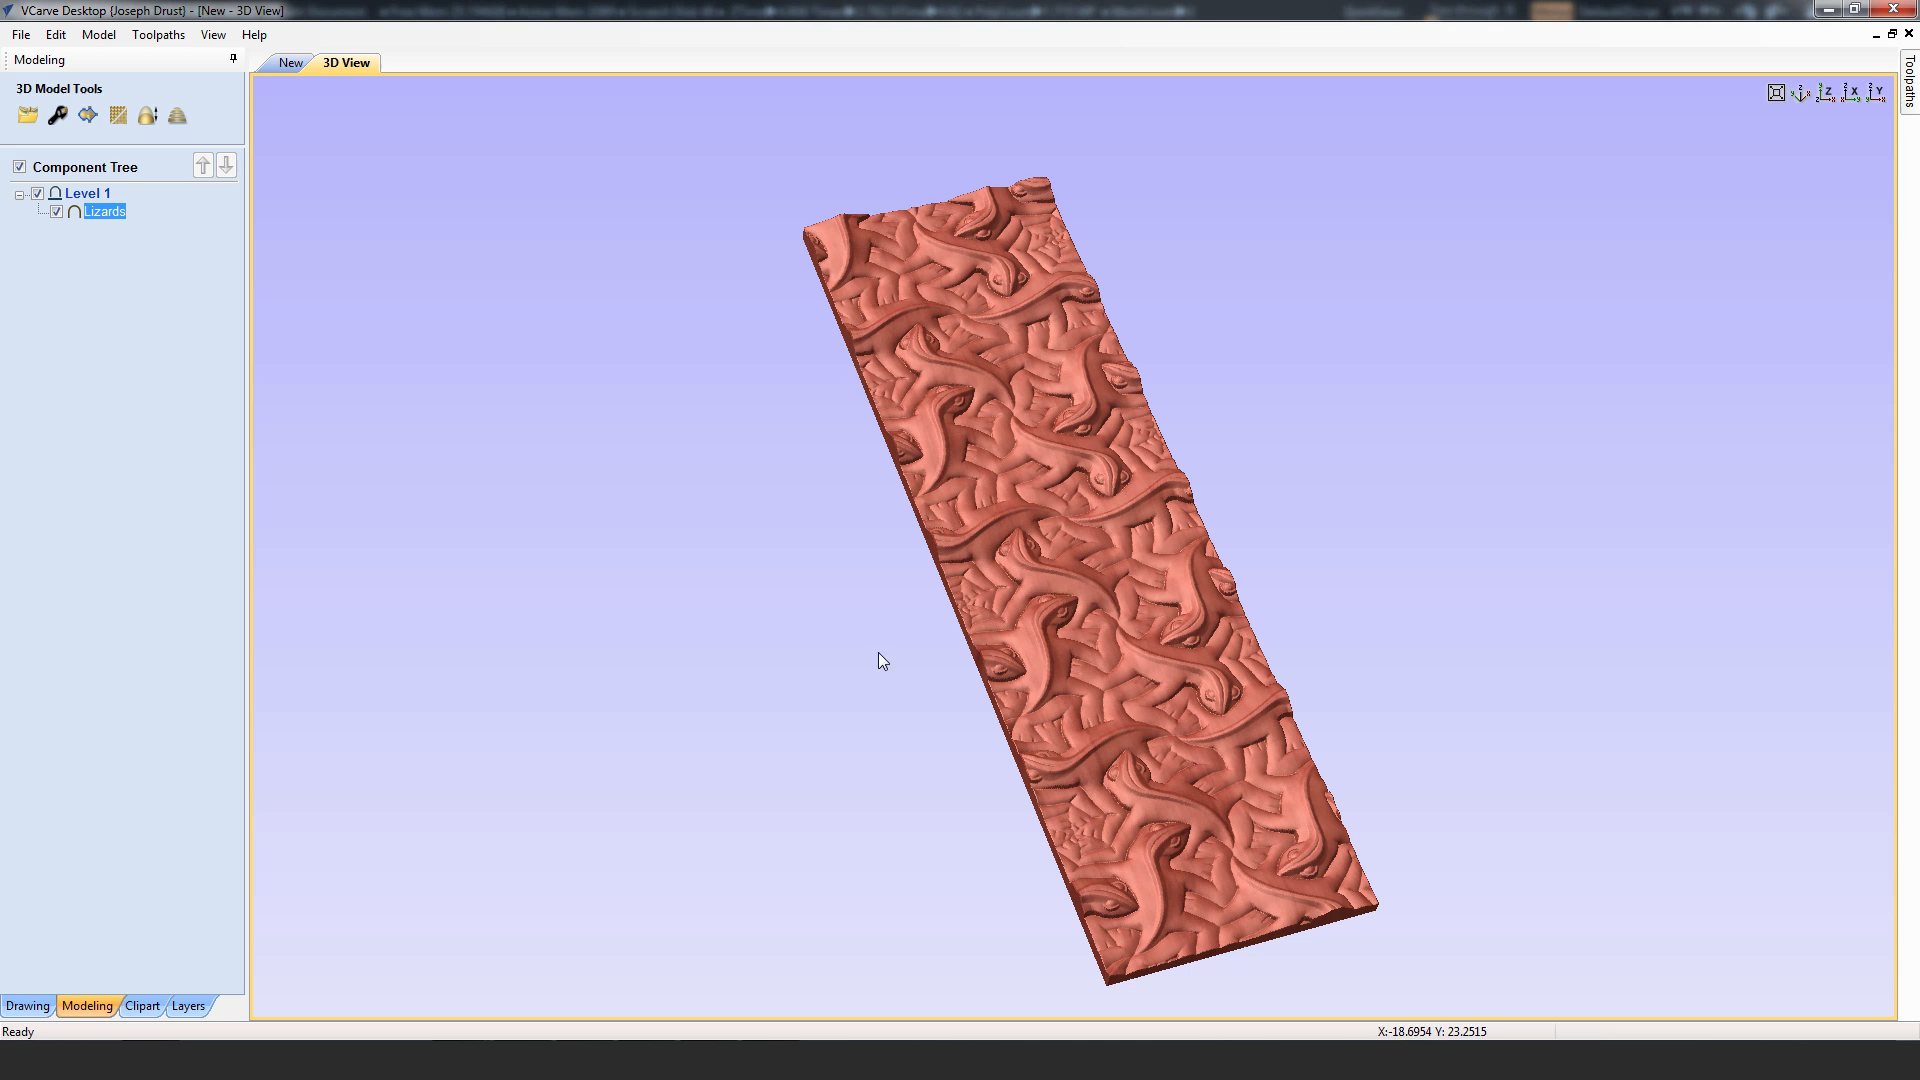 VCarve Desktop {Joseph Drust} - [New - 3D View]
File Edit Model Toolpaths View Help
Modeling
New 3D View
Toolpaths
3D Model Tools
Z X Y
Component Tree
Level 1
Lizards
Drawing Modeling Clipart Layers
Ready
X:-18.6954 Y: 23.2515